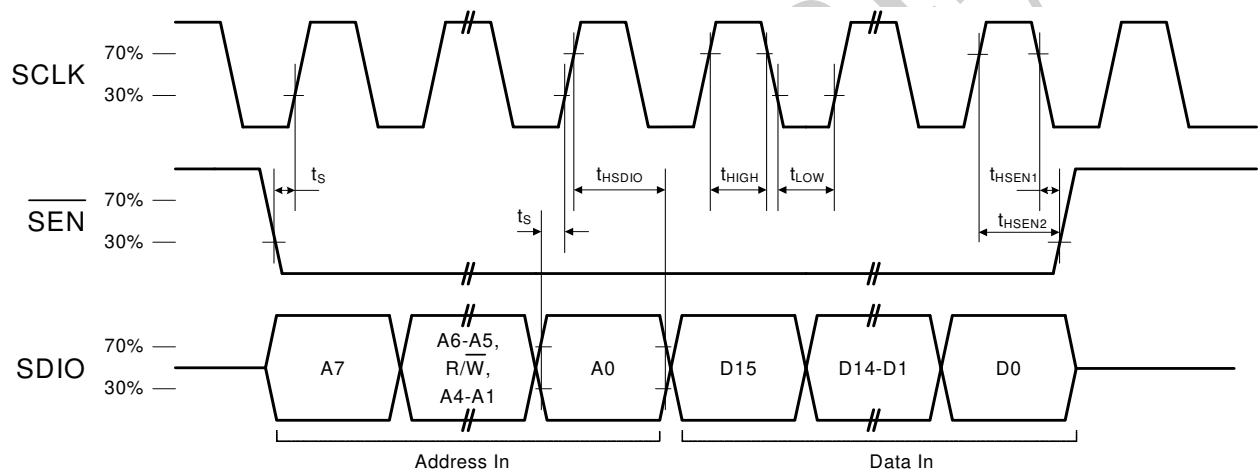 70%
SCLK
30%
tS
tHSDIO
tHIGH
tLOW
tHSEN1
70%
SEN
30%
tS
tHSEN2
70%
SDIO
30%
A7
A6-A5,
R/W,
A4-A1
A0
D15
D14-D1
D0
Address In
Data In